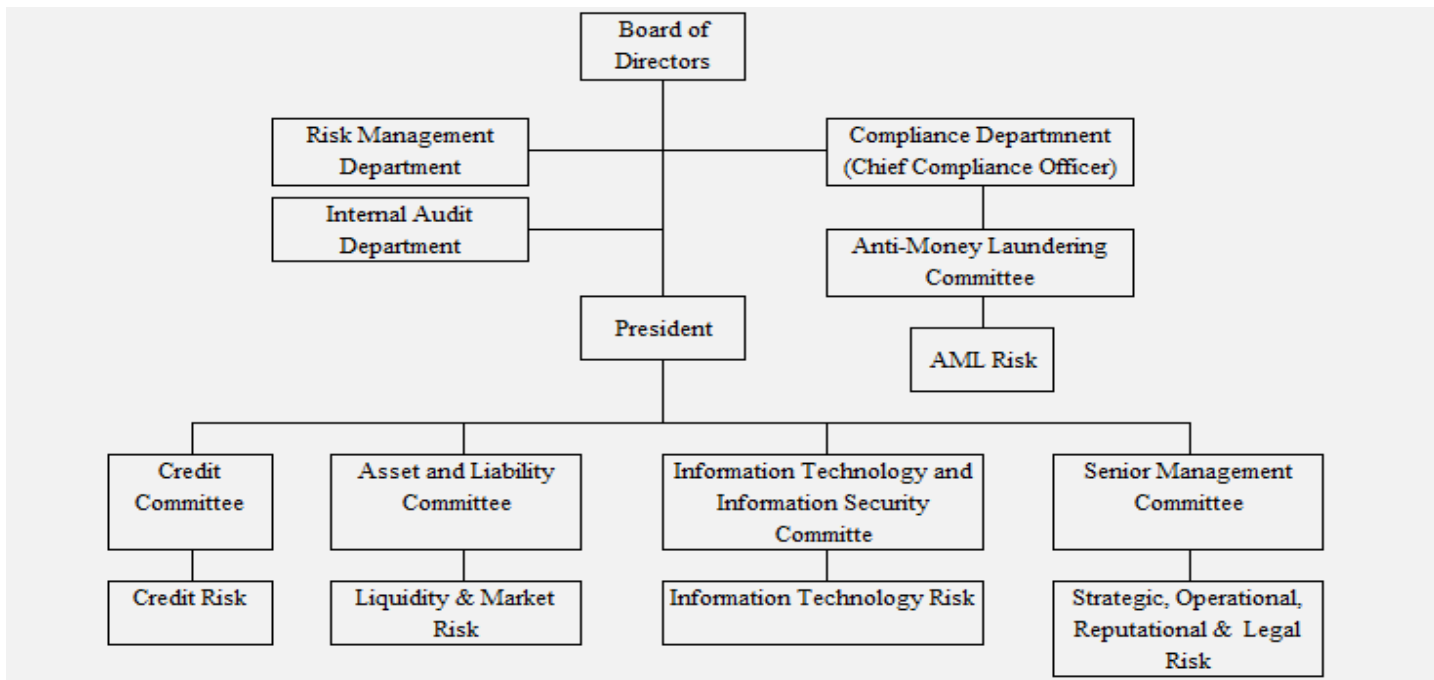 Board of
Directors
Risk Management
Department
Compliance Departmnent
(Chief Compliance Officer)
Internal Audit
Department
Anti-Money Laundering
Committee
President
AML Risk
Credit
Committee
Asset and Liability
Committee
Information Technology and
Information Security
Committe
Senior Management
Committee
Credit Risk
Liquidity & Market
Risk
Information Technology Risk
Strategic, Operational,
Reputational & Legal
Risk